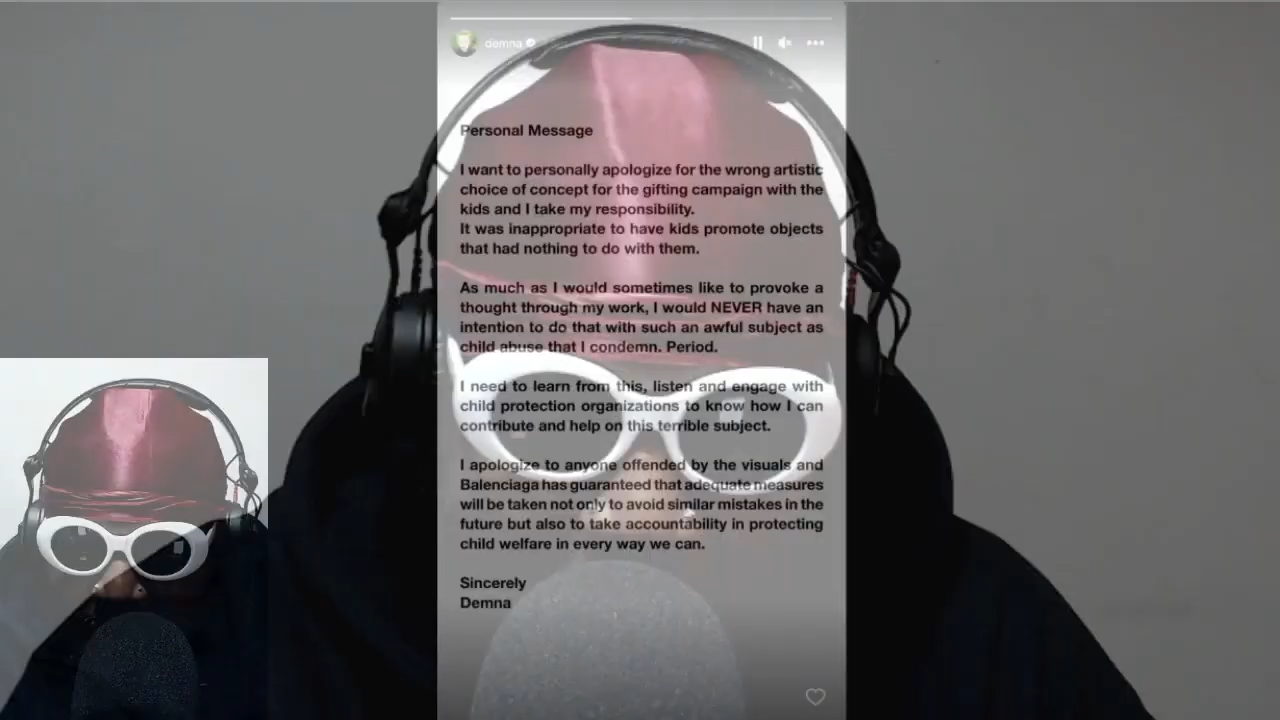 demna
Personal Message
I want to personally apologize for the wrong artistic
choice of concept for the gifting campaign with the
kids and I take my responsibility.
It was inappropriate to have kids promote objects
that had nothing to do with them.
As much as I would sometimes like to provoke a
thought through my work, I would NEVER have an
intention to do that with such an awful subject as
child abuse that I condemn. Period.
I need to learn from this, listen and engage with
child protection organizations to know how I can
contribute and help on this terrible subject.
I apologize to anyone offended by the visuals and
Balenciaga has guaranteed that adequate measures
will be taken not only to avoid similar mistakes in the
future but also to take accountability in protecting
child welfare in every way we can.
Sincerely
Demna